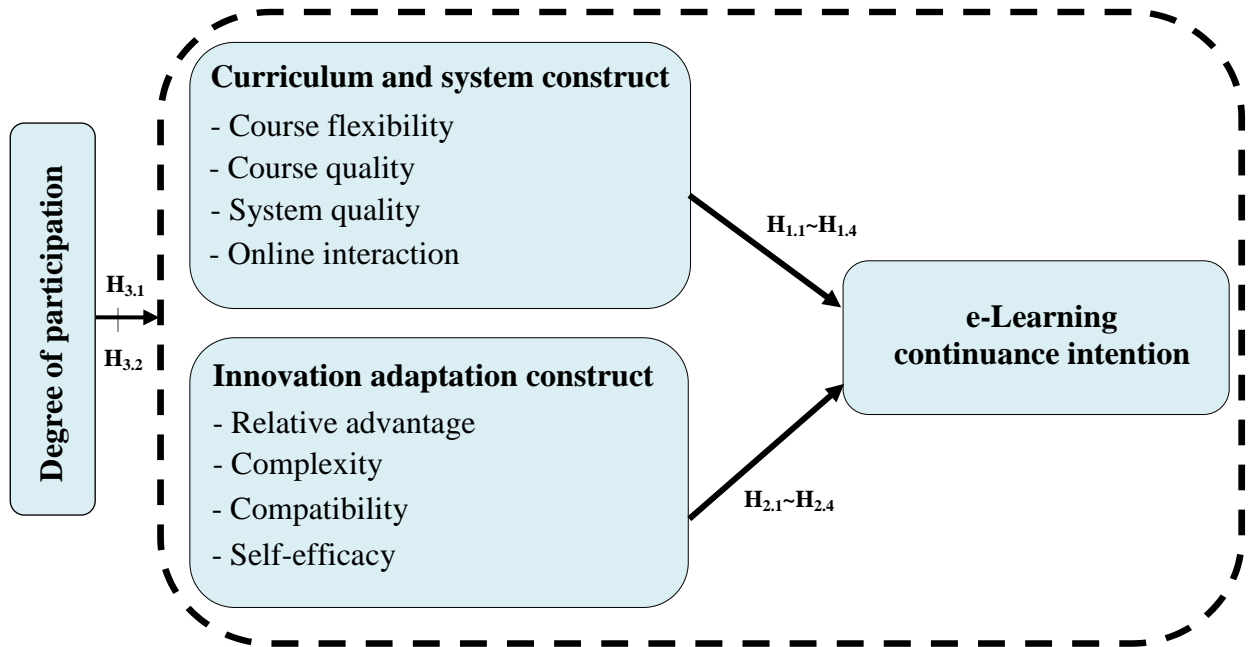 Degree of participation
H3.1
H3.2
Curriculum and system construct
- Course flexibility
- Course quality
- System quality
- Online interaction
Innovation adaptation construct
- Relative advantage
- Complexity
- Compatibility
- Self-efficacy
H1.1~H1.4
H2.1~H2.4
e-Learning
continuance intention